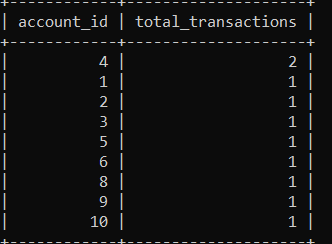 +------------+--------------------+
| account_id | total_transactions |
+------------+--------------------+
|          4 |                  2 |
|          1 |                  1 |
|          2 |                  1 |
|          3 |                  1 |
|          5 |                  1 |
|          6 |                  1 |
|          8 |                  1 |
|          9 |                  1 |
|         10 |                  1 |
+------------+--------------------+